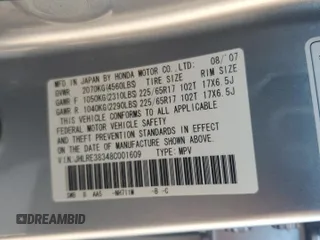 MFD. IN JAPAN BY HONDA MOTOR CO., LTD. 08/'07
GVWR 2070KG(4560LBS) TIRE SIZE RIM SIZE
GAWR F 1050KG(2310LBS) 225/65R17 102T 17X6.5J
GAWR R 1040KG(2290LBS) 225/65R17 102T 17X6.5J
THIS VEHICLE CONFORMS TO ALL APPLICABLE
FEDERAL MOTOR VEHICLE SAFETY AND
THEFT PREVENTION STANDARDS IN EFFECT ON
THE DATE OF MANUFACTURE SHOWN ABOVE.
V.I.N: JHLRE38348C001609 TYPE: MPV
AAS -NH711M -B -C
DREAMBID